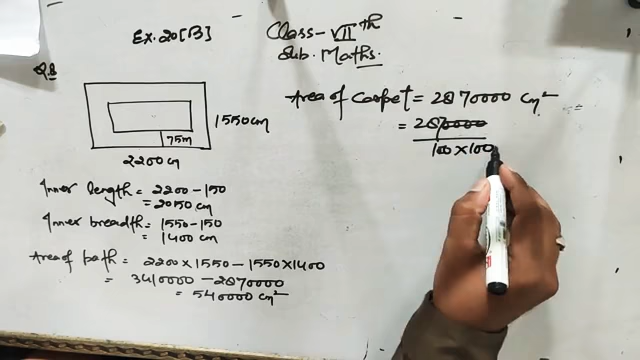 Ex. 20[B]
Class - VII th
Sub. Maths.
Q.8
1550cm
75m
2200 cm
Inner length = 2200 - 150
= 2050 cm
Inner breadth = 1550 - 150
= 1400 cm
Area of path = 2200 x 1550 - 1550 x 1400
= 3410000 - 2870000
= 540000 cm²
Area of Carpet = 2870000 cm²
= 2870000
100 x 100